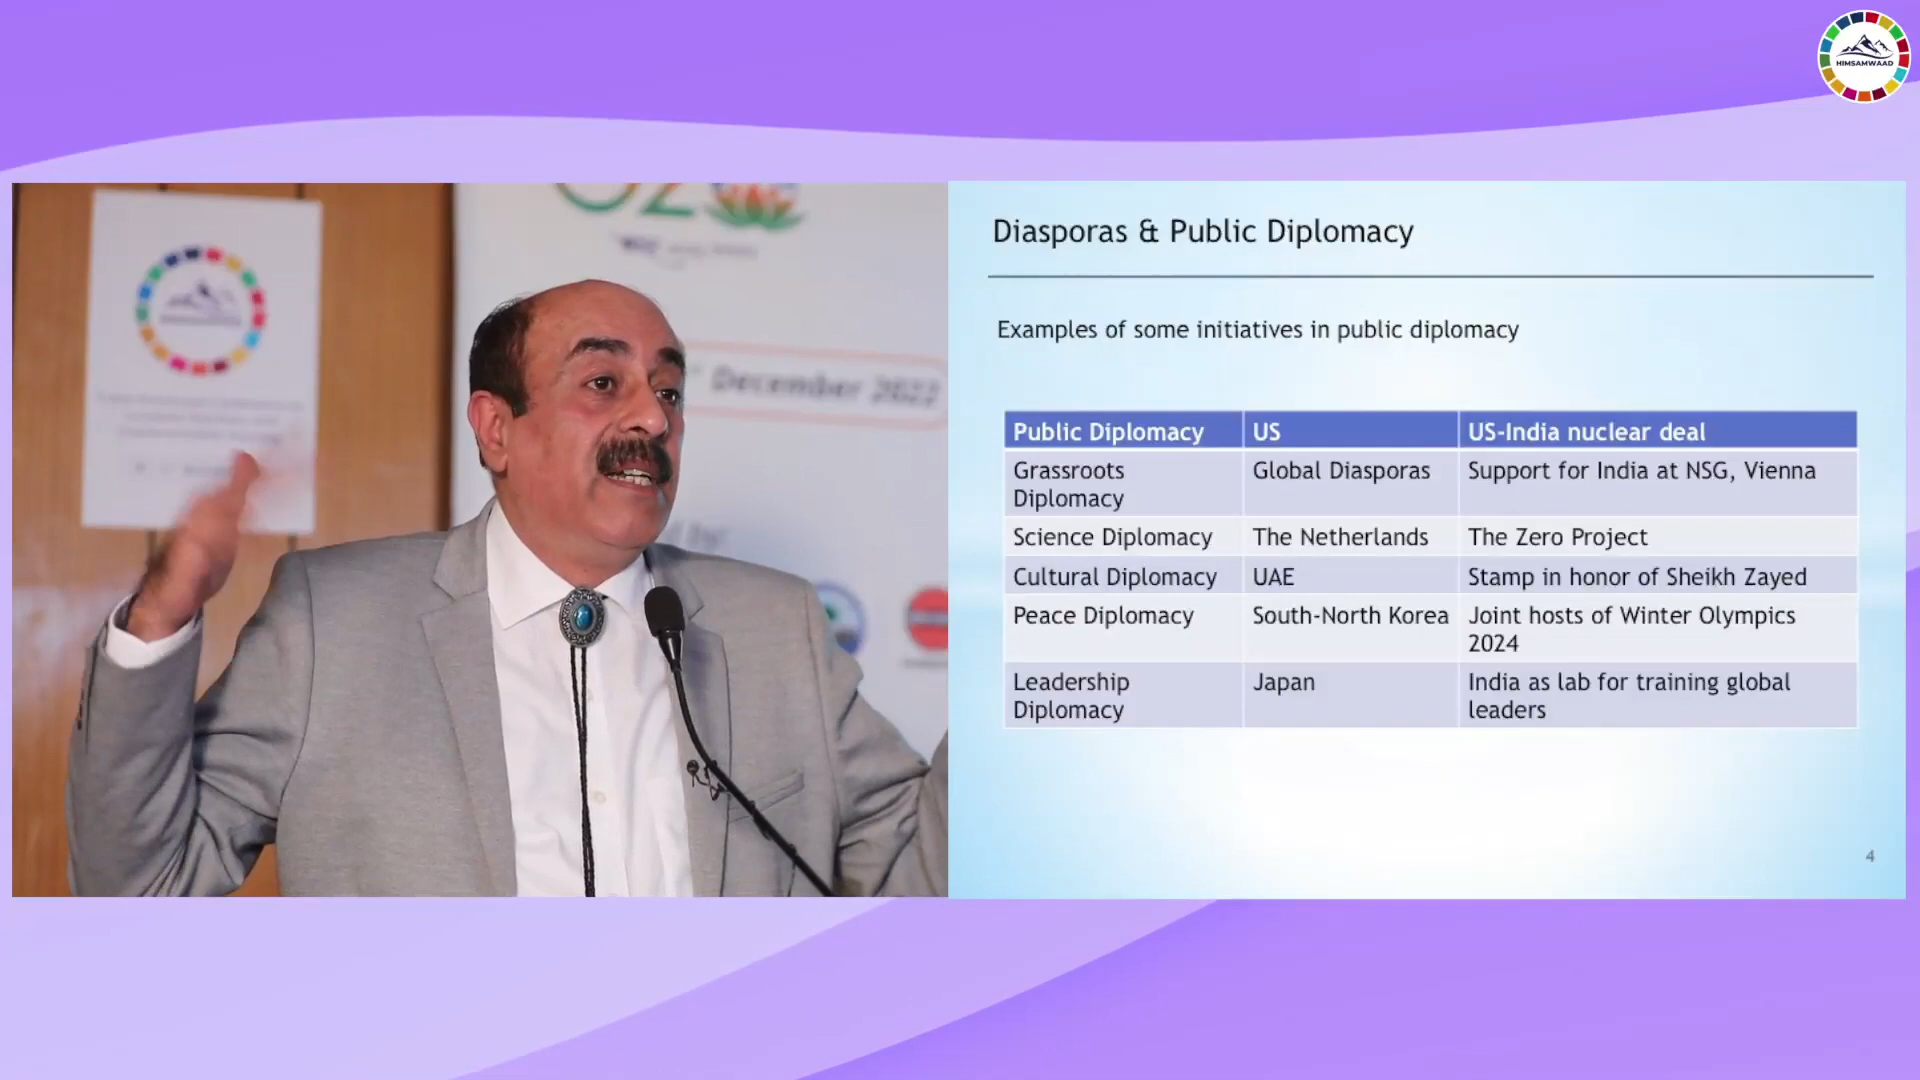 HIMSAMWAAD
December 2022
Diasporas & Public Diplomacy
Examples of some initiatives in public diplomacy
Public Diplomacy US US-India nuclear deal
Grassroots Diplomacy Global Diasporas Support for India at NSG, Vienna
Science Diplomacy The Netherlands The Zero Project
Cultural Diplomacy UAE Stamp in honor of Sheikh Zayed
Peace Diplomacy South-North Korea Joint hosts of Winter Olympics 2024
Leadership Diplomacy Japan India as lab for training global leaders
4